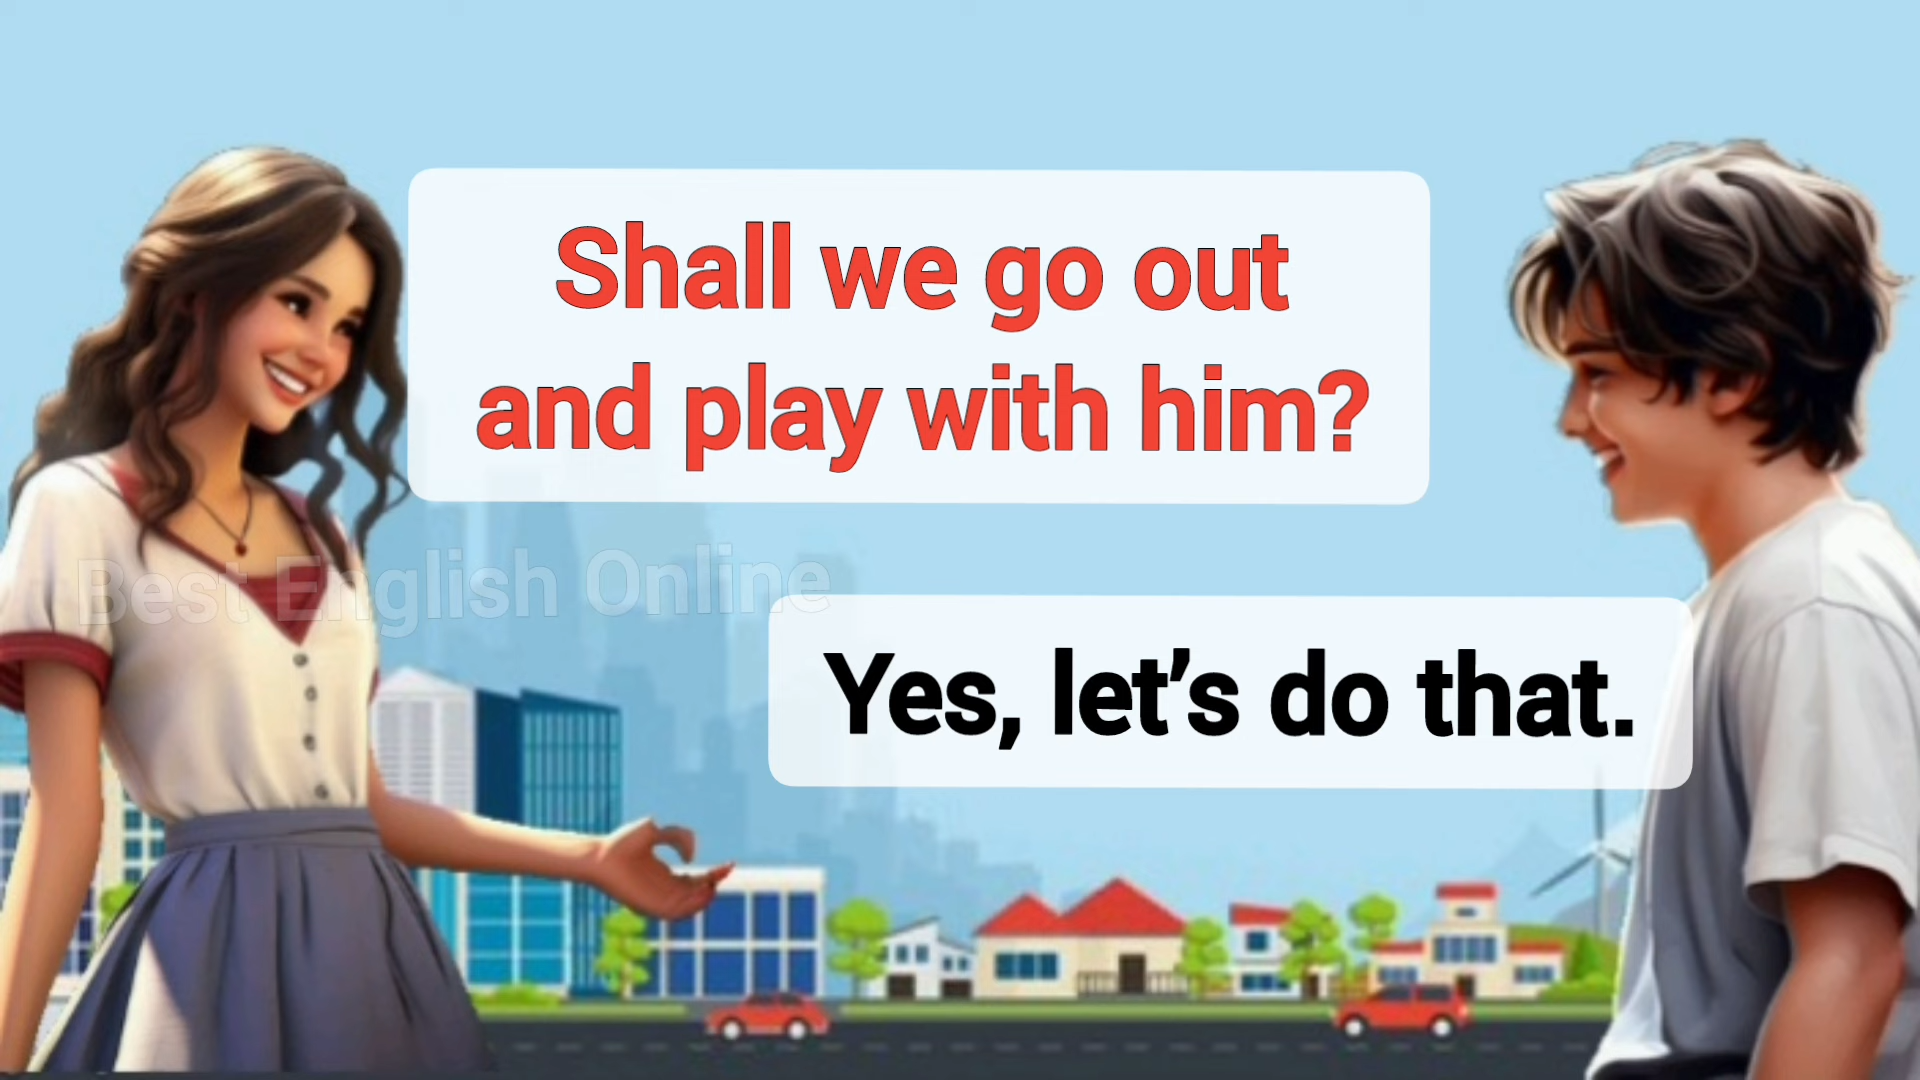 Shall we go out
and play with him?
Best English Online
Yes, let’s do that.